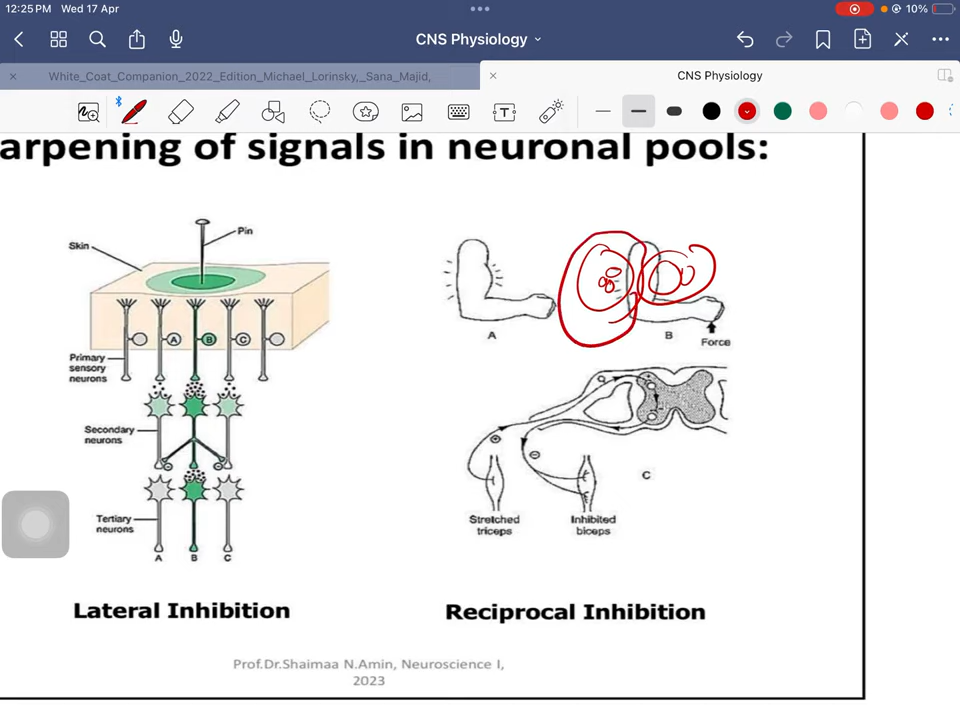 12:25 PM Wed 17 Apr
10%
CNS Physiology
White_Coat_Companion_2022_Edition_Michael_Lorinsky,_Sana_Majid,
CNS Physiology
arpening of signals in neuronal pools:
Pin
Skin
A
B
C
Primary
sensory
neurons
Secondary
neurons
Tertiary
neurons
A
B
C
A
B
Force
C
Stretched
triceps
Inhibited
biceps
Lateral Inhibition
Reciprocal Inhibition
Prof.Dr.Shaimaa N.Amin, Neuroscience I,
2023